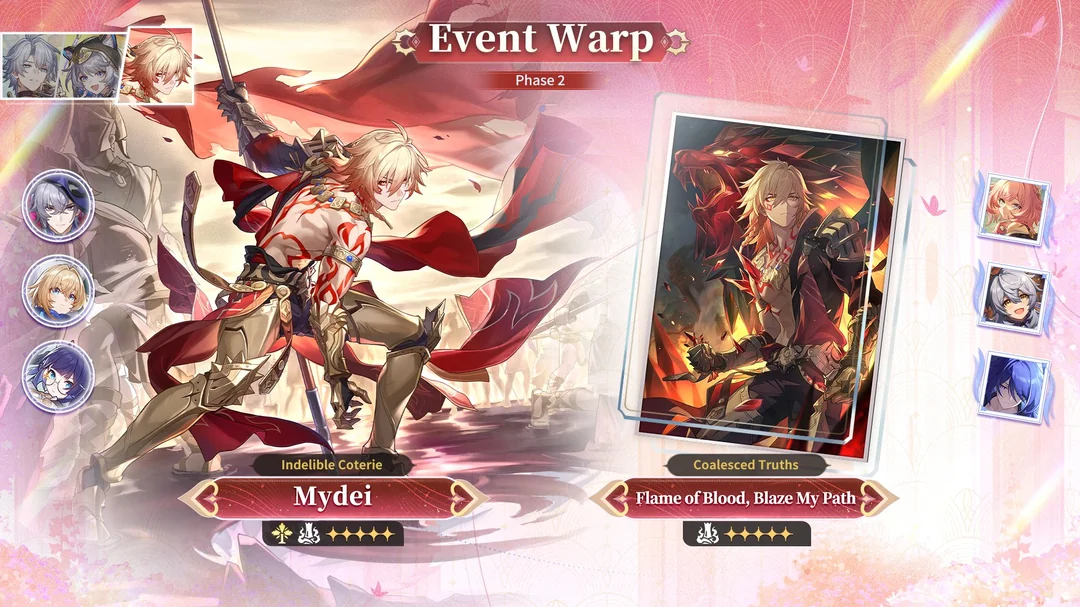 Event Warp
Phase 2
Indelible Coterie
Mydei
Coalesced Truths
Flame of Blood, Blaze My Path